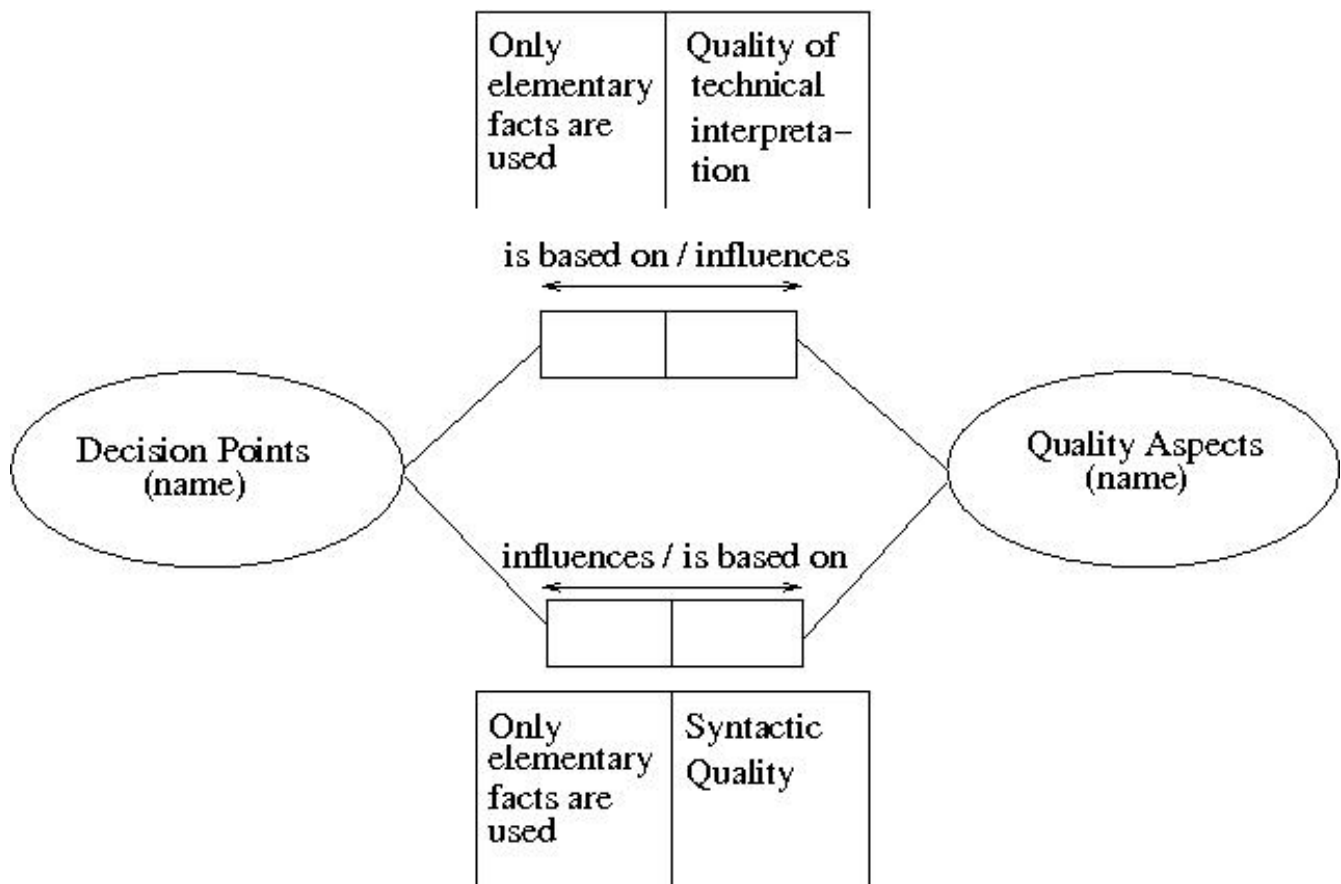 Only
elementary
facts are
used
Quality of
technical
interpreta-
tion
is based on / influences
Decision Points
(name)
Quality Aspects
(name)
influences / is based on
Only
elementary
facts are
used
Syntactic
Quality